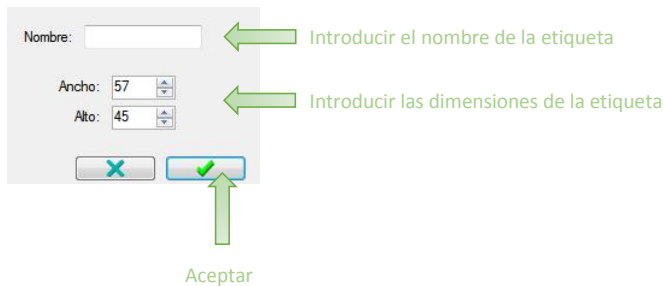 Nombre:
Introducir el nombre de la etiqueta
Ancho: 57
Introducir las dimensiones de la etiqueta
Alto: 45
Aceptar